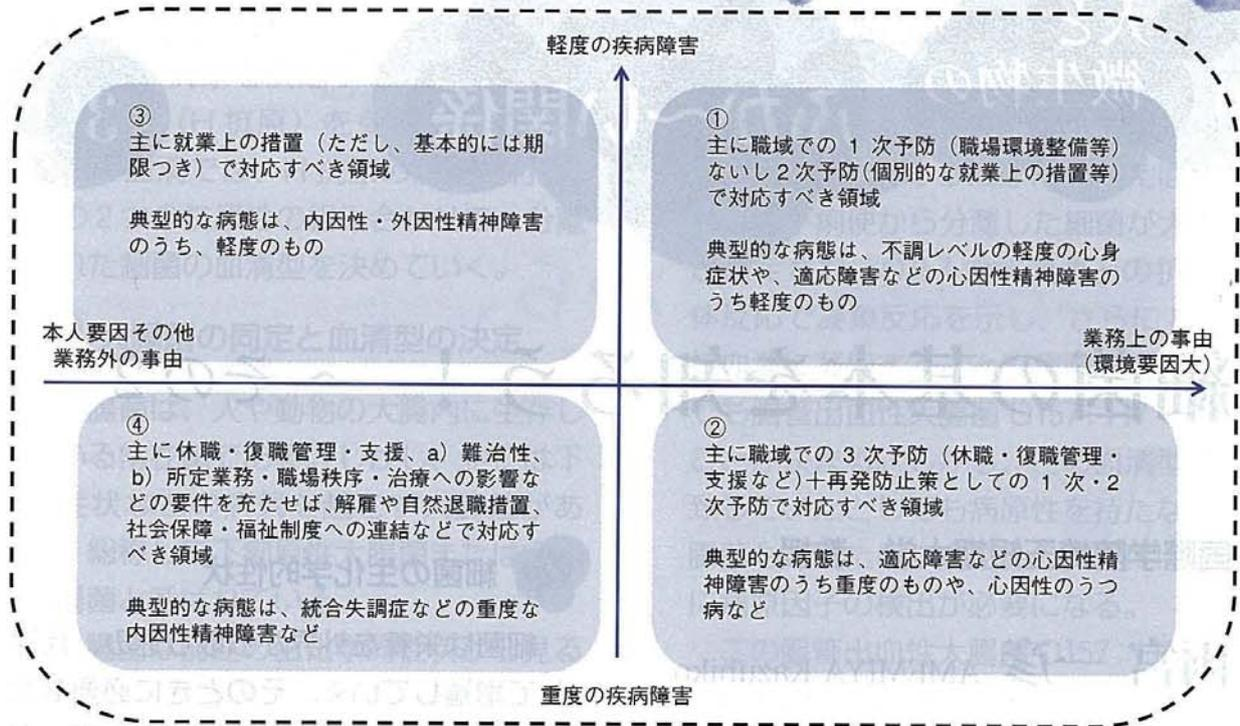 軽度の疾病障害
③
主に就業上の措置（ただし、基本的には期
限つき）で対応すべき領域
典型的な病態は、内因性・外因性精神障害
のうち、軽度のもの
①
主に職域での1次予防（職場環境整備等）
ないし2次予防(個別的な就業上の措置等)
で対応すべき領域
典型的な病態は、不調レベルの軽度の心身
症状や、適応障害などの心因性精神障害の
うち軽度のもの
本人要因その他
業務外の事由
業務上の事由
(環境要因大)
④
主に休職・復職管理・支援、a）難治性、
b）所定業務・職場秩序・治療への影響な
どの要件を充たせば、解雇や自然退職措置、
社会保障・福祉制度への連結などで対応す
べき領域
典型的な病態は、統合失調症などの重度な
内因性精神障害など
②
主に職域での3次予防（休職・復職管理・
支援など)＋再発防止策としての1次・2
次予防で対応すべき領域
典型的な病態は、適応障害などの心因性精
神障害のうち重度のものや、心因性のうつ
病など
重度の疾病障害